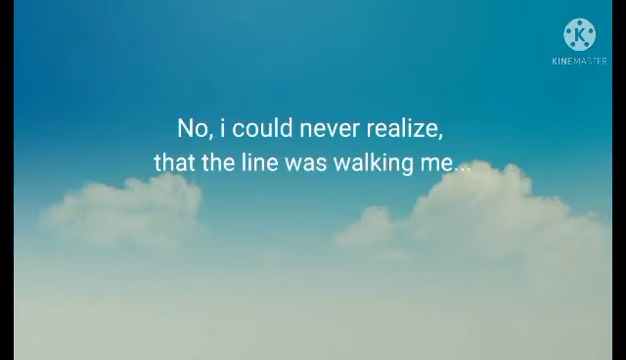 KINEMASTER
No, i could never realize,
that the line was walking me...